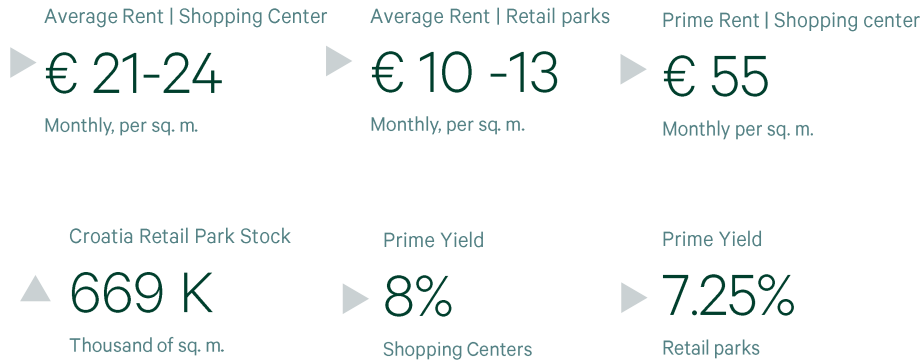 Average Rent | Shopping Center
€ 21-24
Monthly, per sq. m.
Average Rent | Retail parks
€ 10 -13
Monthly, per sq. m.
Prime Rent | Shopping center
€ 55
Monthly per sq. m.
Croatia Retail Park Stock
669 K
Thousand of sq. m.
Prime Yield
8%
Shopping Centers
Prime Yield
7.25%
Retail parks